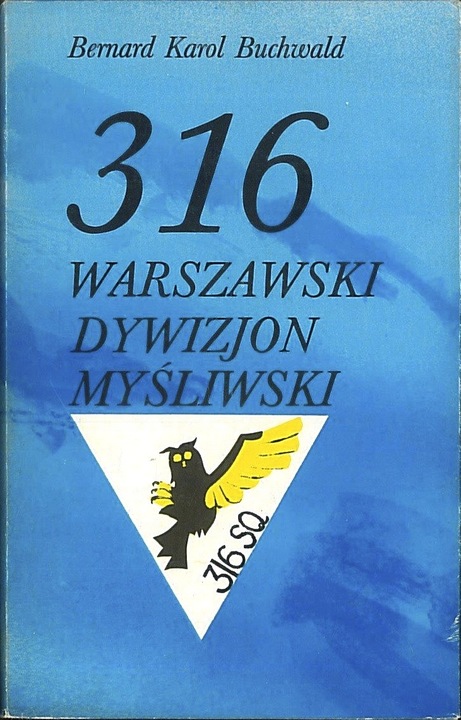 Bernard Karol Buchwald
316
WARSZAWSKI
DYWIZJON
MYŚLIWSKI
316 SQ